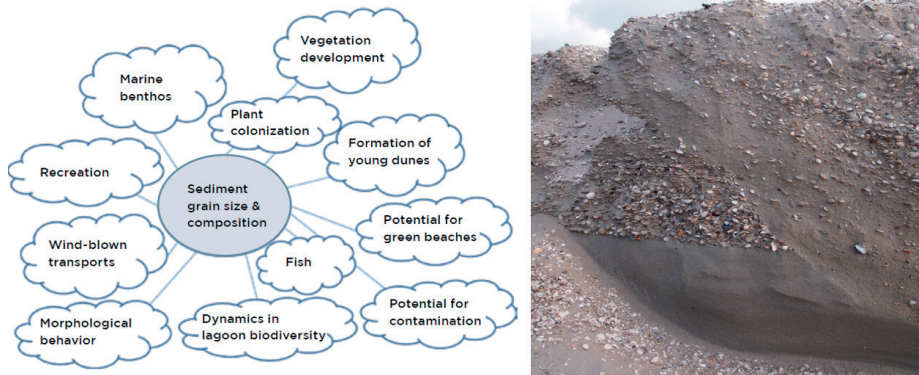 Vegetation
development
Marine
benthos
Plant
colonization
Formation of
young dunes
Recreation
Sediment
grain size &
composition
Potential for
green beaches
Wind-blown
transports
Fish
Potential for
contamination
Morphological
behavior
Dynamics in
lagoon biodiversity